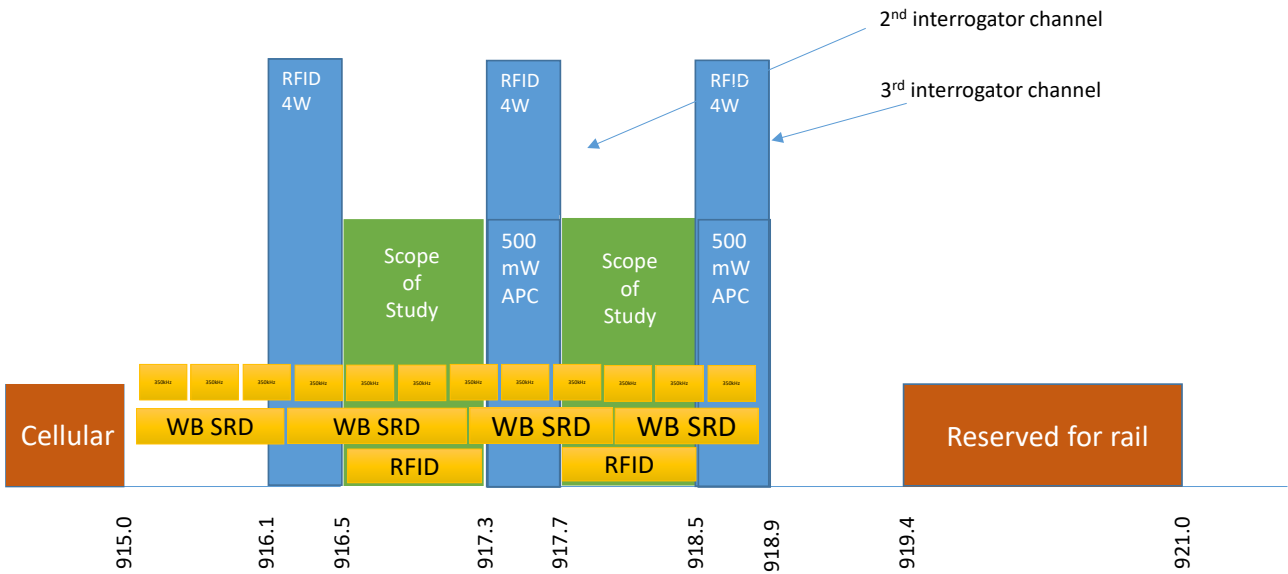 2nd interrogator channel
3rd interrogator channel
RFID
4W
RFID
4W
RFID
4W
Scope
of
Study
500
mW
APC
Scope
of
Study
500
mW
APC
350kHz
350kHz
350kHz
350kHz
350kHz
350kHz
350kHz
350kHz
350kHz
350kHz
350kHz
350kHz
Cellular
WB SRD
WB SRD
WB SRD
WB SRD
Reserved for rail
RFID
RFID
915.0
916.1
916.5
917.3
917.7
918.5
918.9
919.4
921.0